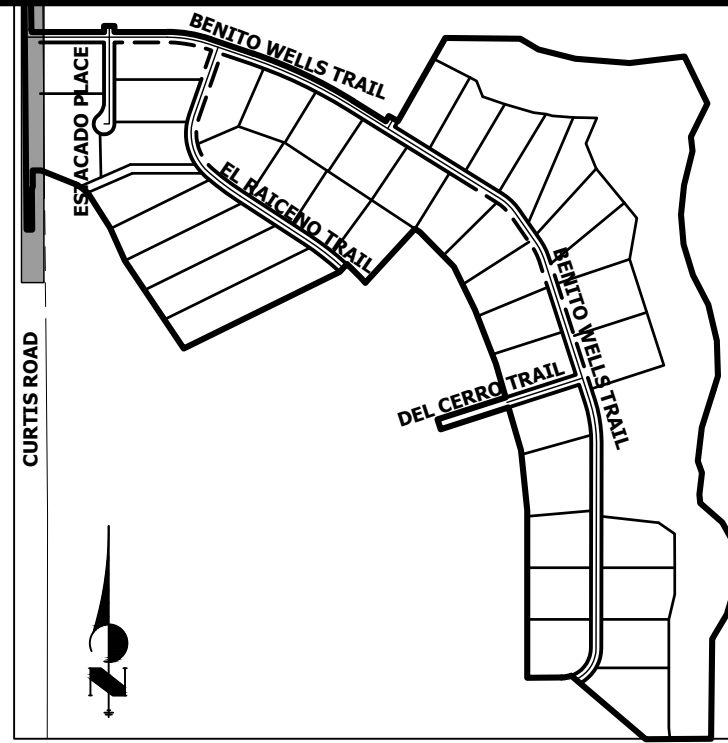 BENITO WELLS TRAIL
ESTACADO PLACE
EL RAICENO TRAIL
BENITO WELLS TRAIL
DEL CERRO TRAIL
CURTIS ROAD
N